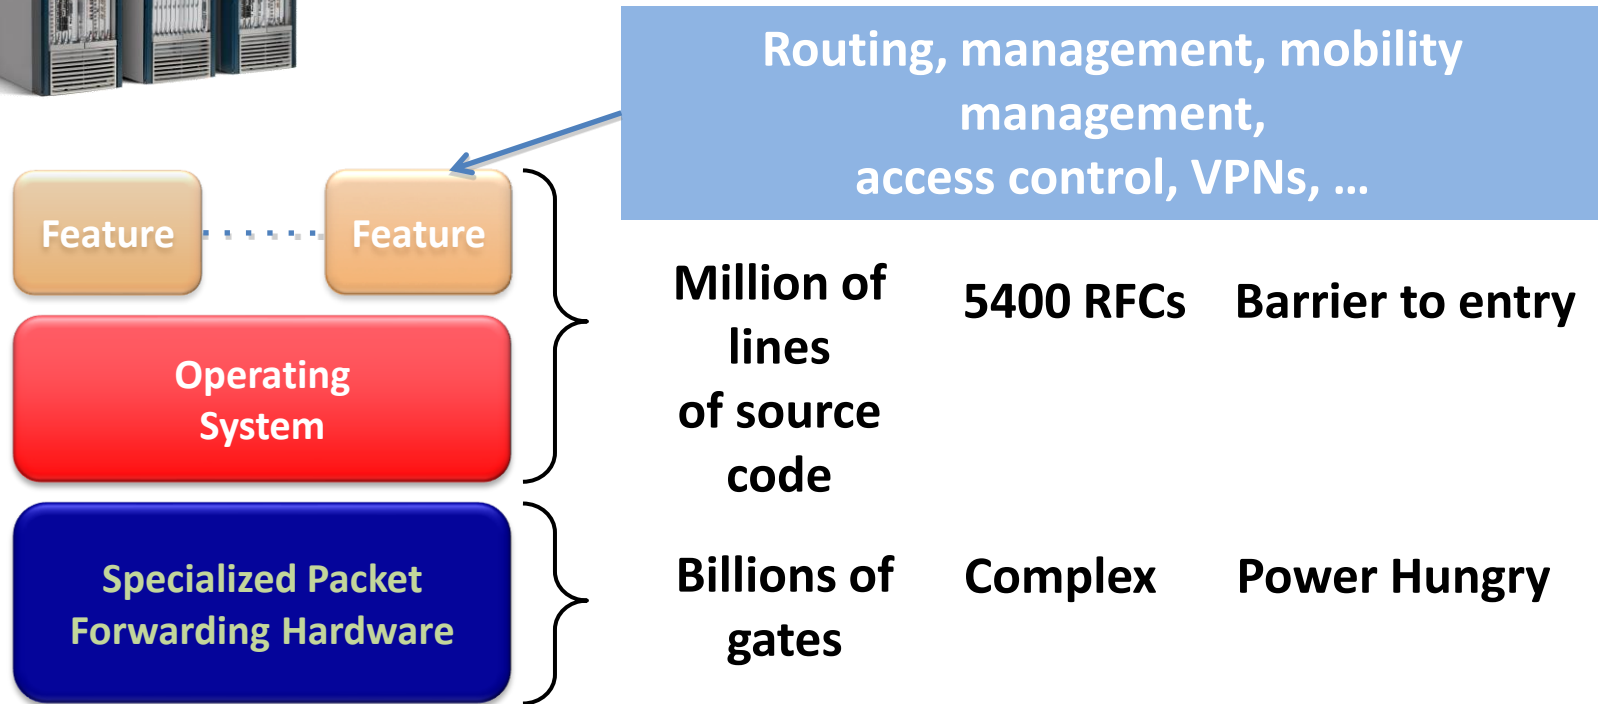 Routing, management, mobility
management,
access control, VPNs, ...
Feature
Feature
Operating
System
Specialized Packet
Forwarding Hardware
Million of
lines
of source
code
5400 RFCs
Barrier to entry
Billions of
gates
Complex
Power Hungry